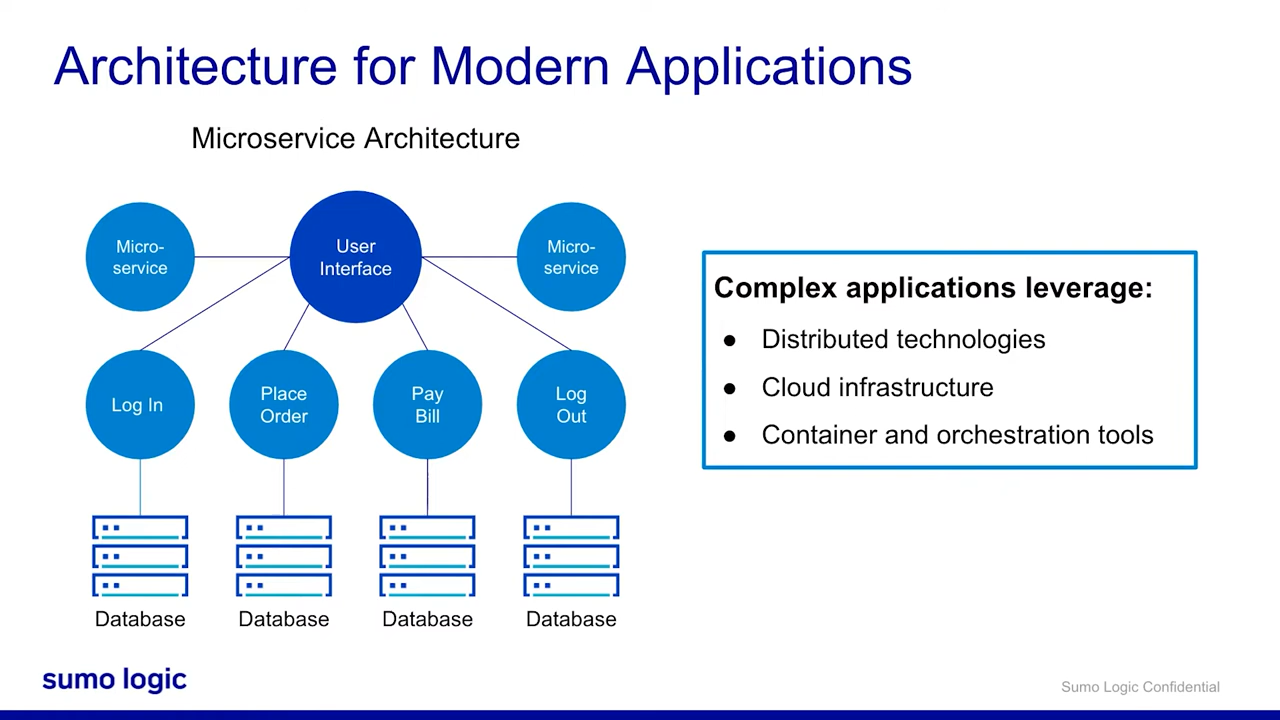 Architecture for Modern Applications
Microservice Architecture
Micro-
service
User
Interface
Micro-
service
Log In
Place
Order
Pay
Bill
Log
Out
Database
Database
Database
Database
Complex applications leverage:
● Distributed technologies
● Cloud infrastructure
● Container and orchestration tools
sumo logic
Sumo Logic Confidential